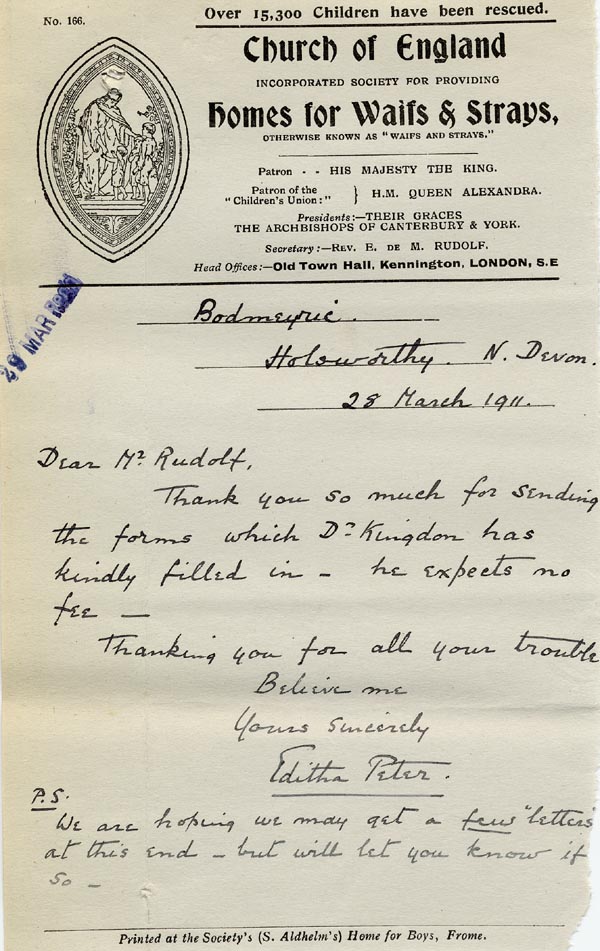 No. 166.
Over 15,300 Children have been rescued.
Church of England
INCORPORATED SOCIETY FOR PROVIDING
Homes for Waifs & Strays,
OTHERWISE KNOWN AS "WAIFS AND STRAYS."
Patron - - HIS MAJESTY THE KING.
Patron of the "Children's Union:" } H.M. QUEEN ALEXANDRA.
Presidents:—THEIR GRACES
THE ARCHBISHOPS OF CANTERBURY & YORK.
Secretary:—REV. E. DE M. RUDOLF.
Head Offices:—Old Town Hall, Kennington, LONDON, S.E
29 MAR
Holsworthy. N. Devon.
28 March 1911.
Dear Mr Rudolf,
Thank you so much for sending
the forms which Dr Kingdon has
kindly filled in – he expects no
fee —
Thanking you for all your trouble
Believe me
Yours sincerely
Editha Peter.
P.S.
We are hoping we may get a few "letters
at this end – but will let you know if
so –
Printed at the Society's (S. Aldhelm's) Home for Boys, Frome.